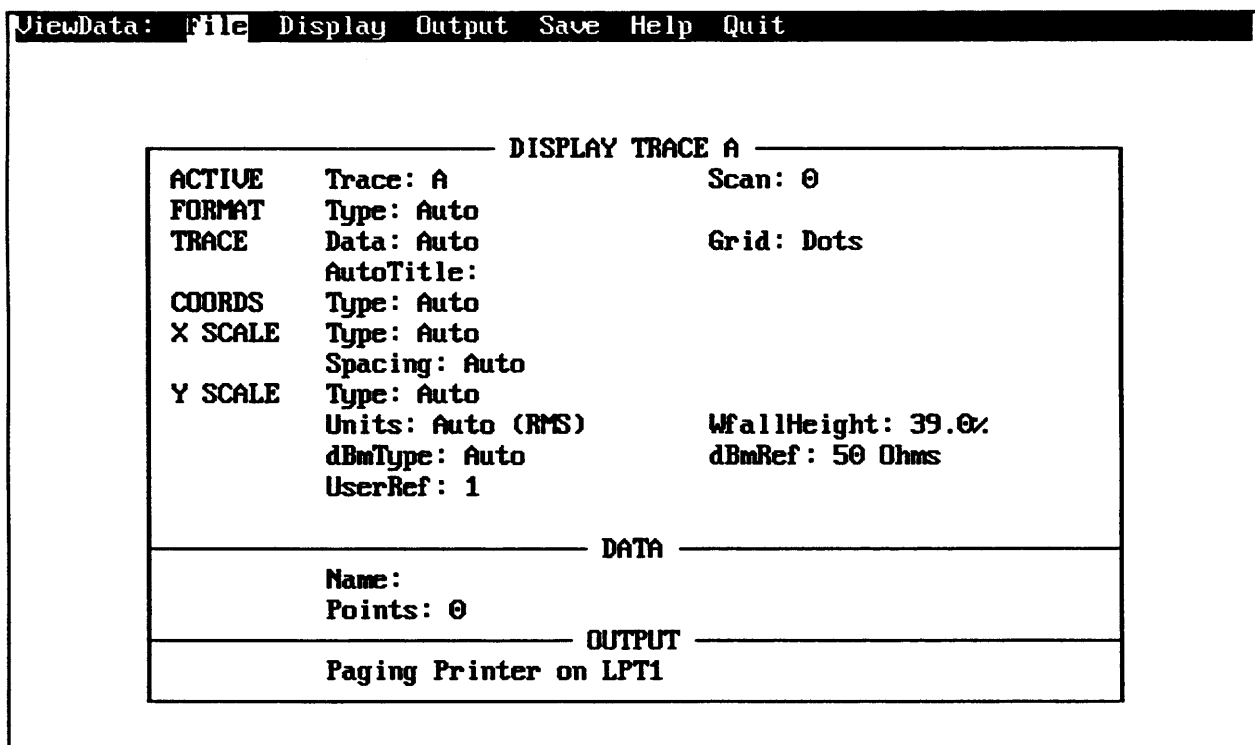 ViewData: File Display Output Save Help Quit
DISPLAY TRACE A
ACTIVE Trace: A Scan: 0
FORMAT Type: Auto
TRACE Data: Auto Grid: Dots
AutoTitle:
COORDS Type: Auto
X SCALE Type: Auto
Spacing: Auto
Y SCALE Type: Auto
Units: Auto (RMS) WfallHeight: 39.0%
dBmType: Auto dBmRef: 50 Ohms
UserRef: 1
DATA
Name:
Points: 0
OUTPUT
Paging Printer on LPT1